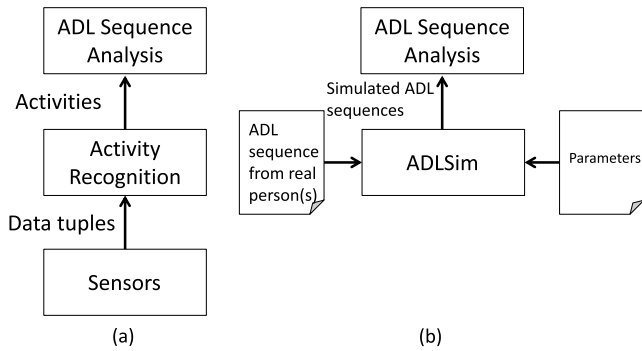 ADL Sequence
Analysis
Activities
Activity
Recognition
Data tuples
Sensors
(a)
ADL Sequence
Analysis
Simulated ADL
sequences
ADL
sequence
from real
person(s)
ADLSim
Parameters
(b)